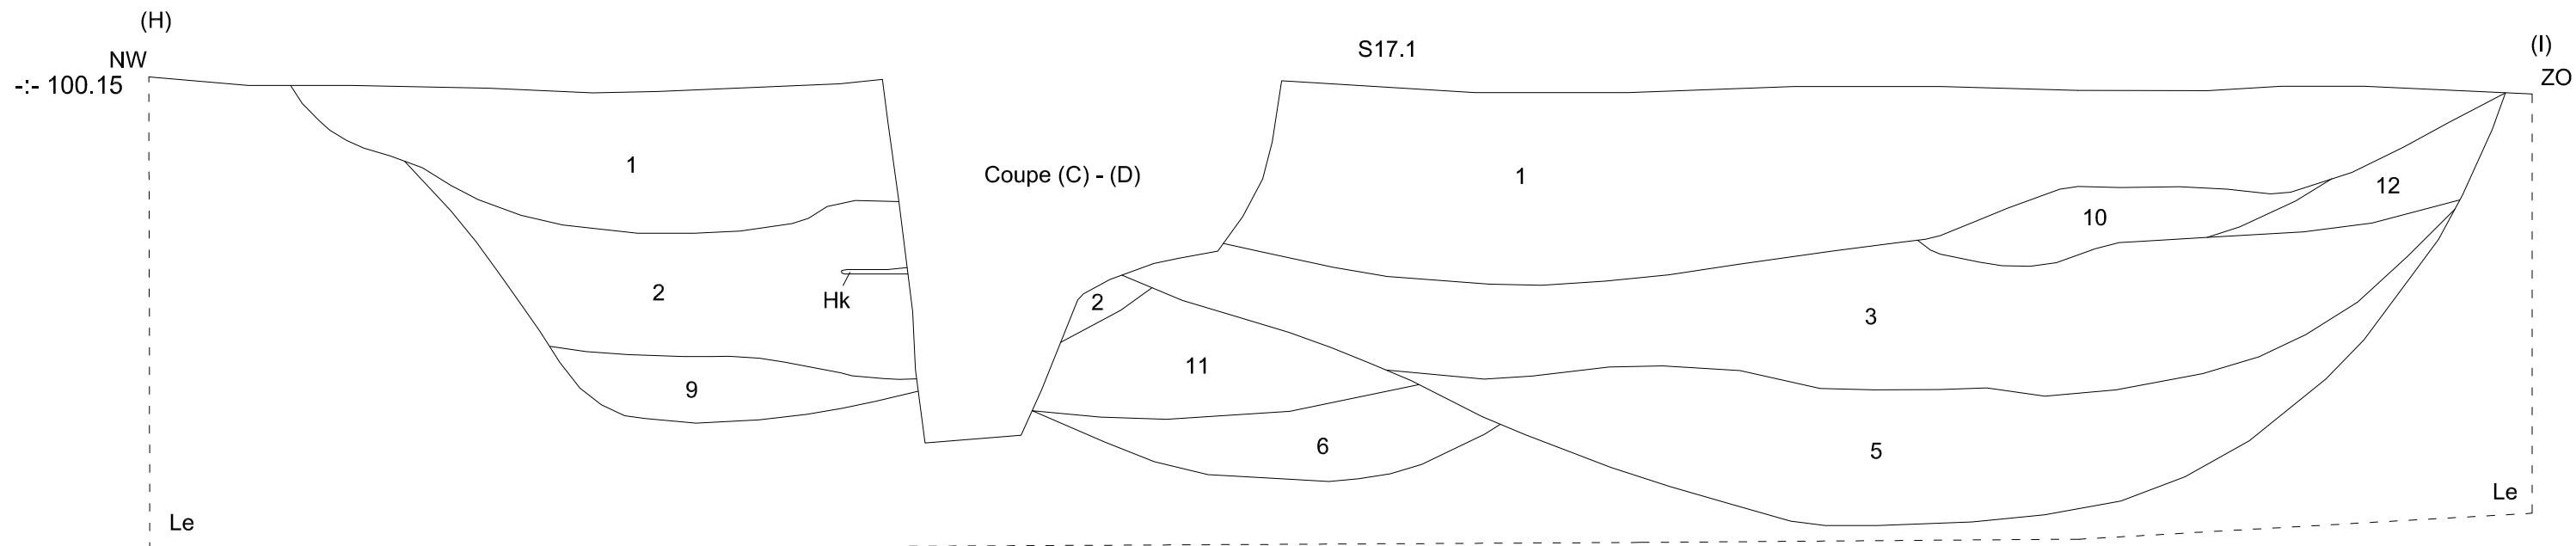 (H)
NW
-:- 100.15
S17.1
(I)
ZO
1
Coupe (C) - (D)
1
12
10
2
Hk
2
3
9
11
6
5
Le
Le